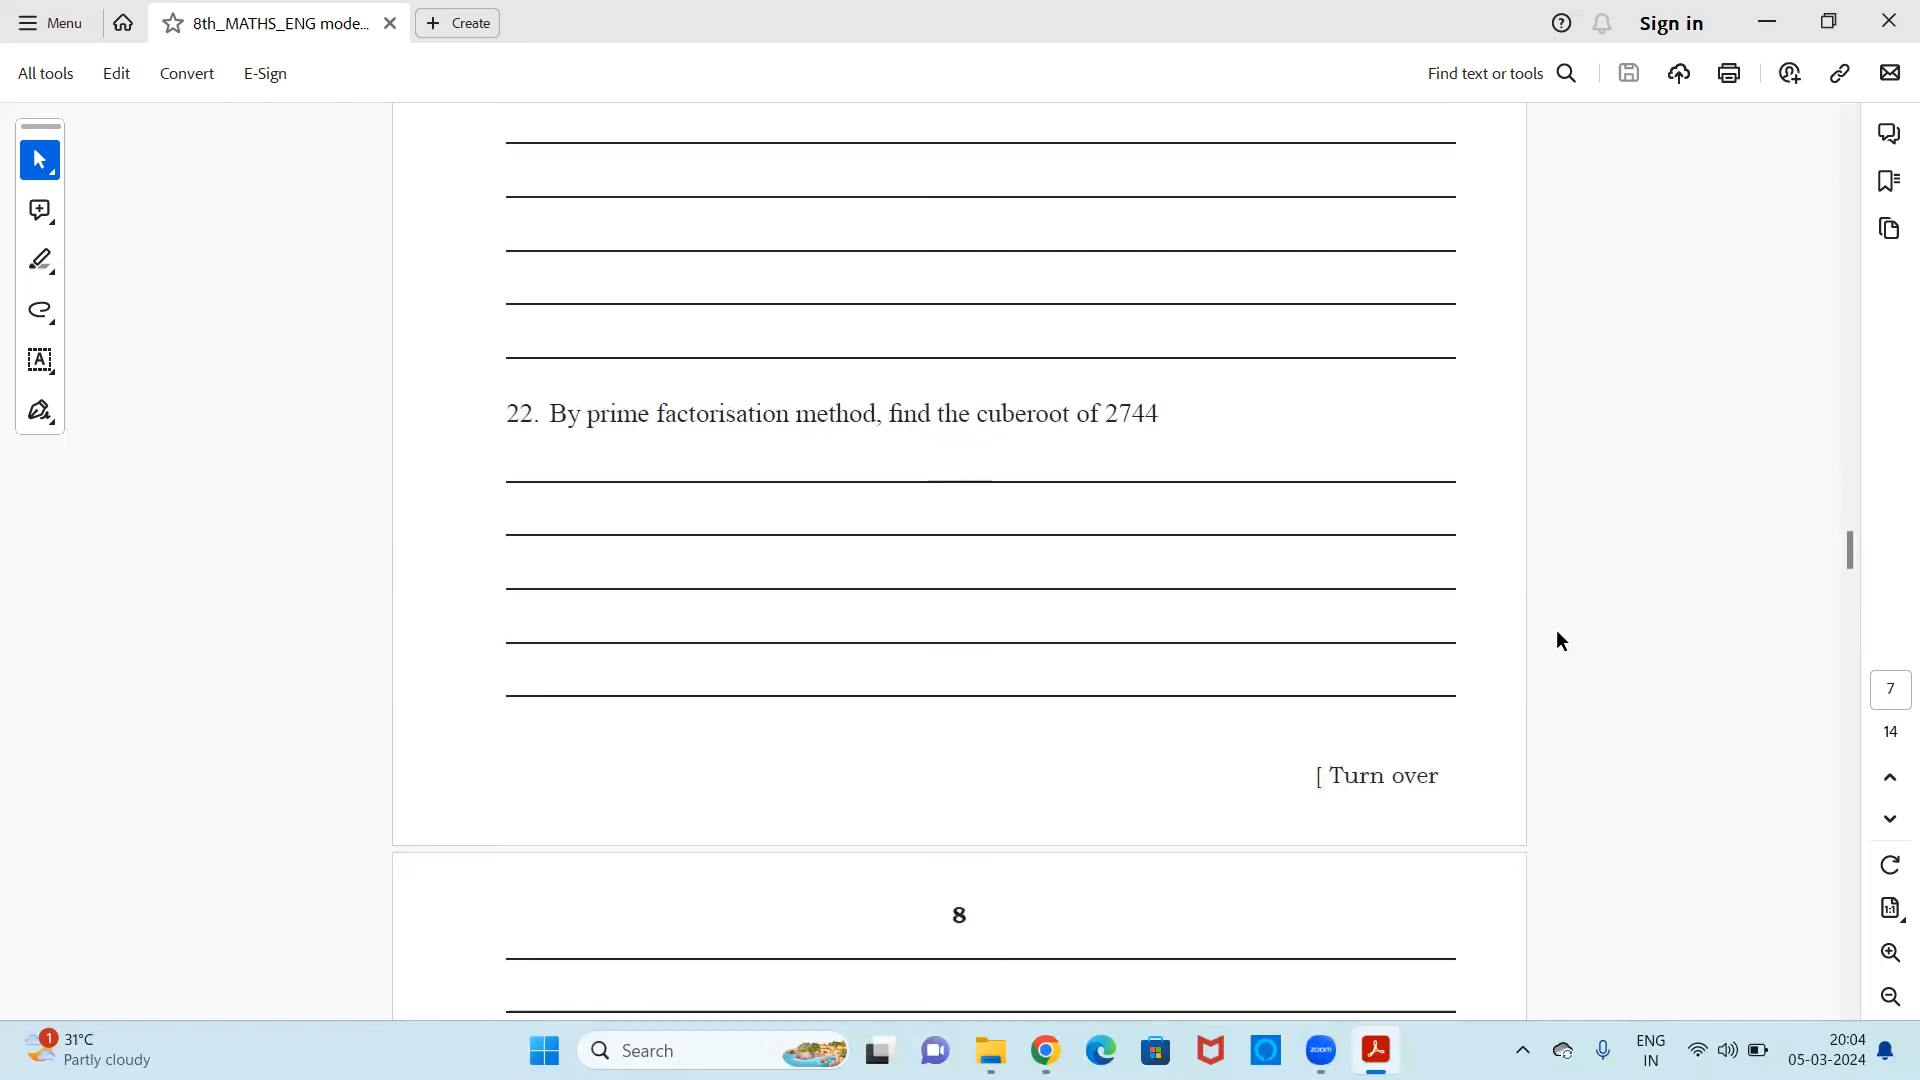 Menu
8th_MATHS_ENG mode...
Create
Sign in
All tools
Edit
Convert
E-Sign
Find text or tools
22. By prime factorisation method, find the cuberoot of 2744
[ Turn over
7
14
8
1
31°C
Partly cloudy
Search
zoom
ENG
IN
20:04
05-03-2024